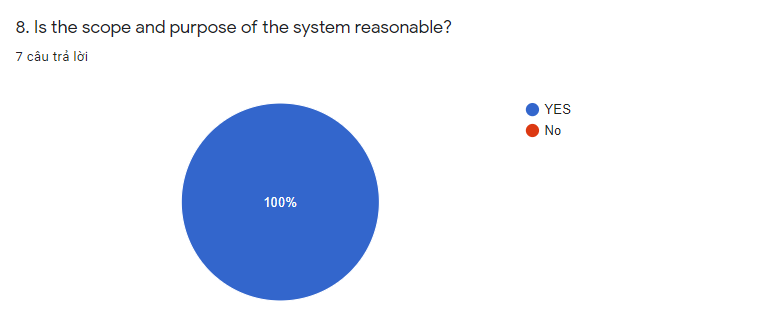 8. Is the scope and purpose of the system reasonable?
7 câu trả lời
YES
No
100%